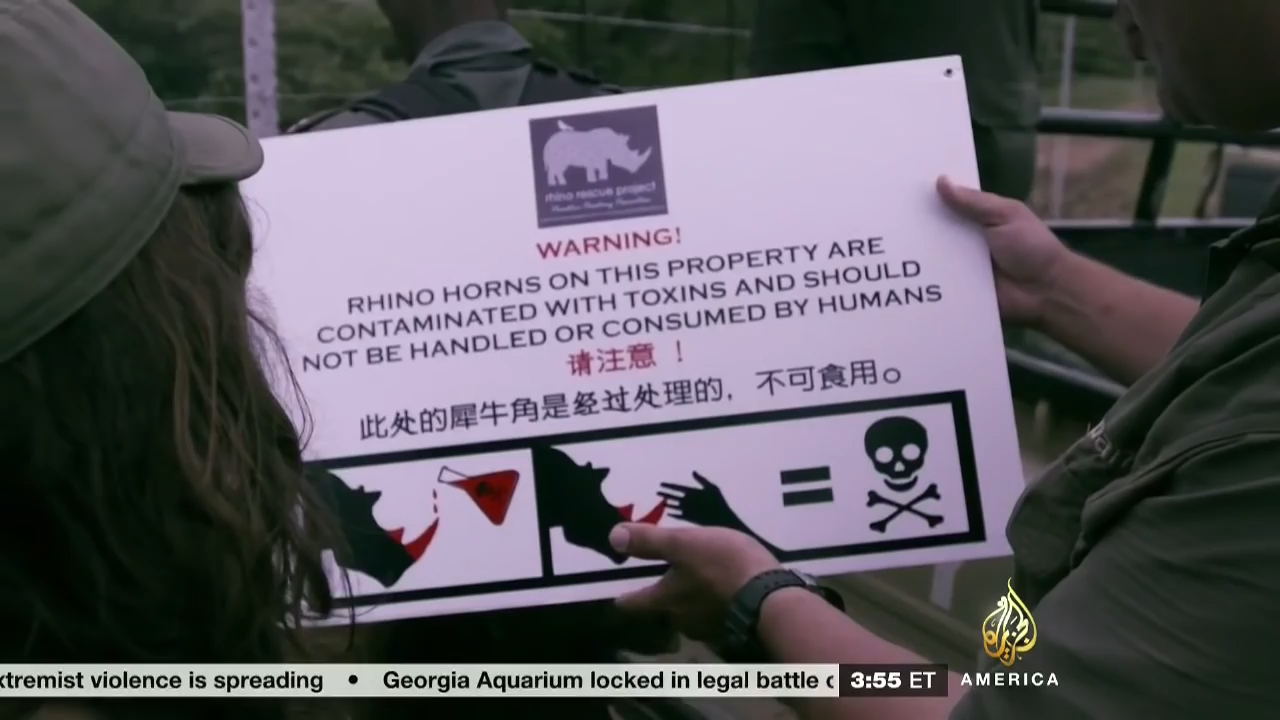 rhino rescue project
WARNING!
RHINO HORNS ON THIS PROPERTY ARE
CONTAMINATED WITH TOXINS AND SHOULD
NOT BE HANDLED OR CONSUMED BY HUMANS
请注意！
此处的犀牛角是经过处理的，不可食用。
الجزيرة
xtremist violence is spreading • Georgia Aquarium locked in legal battle
3:55 ET
AMERICA